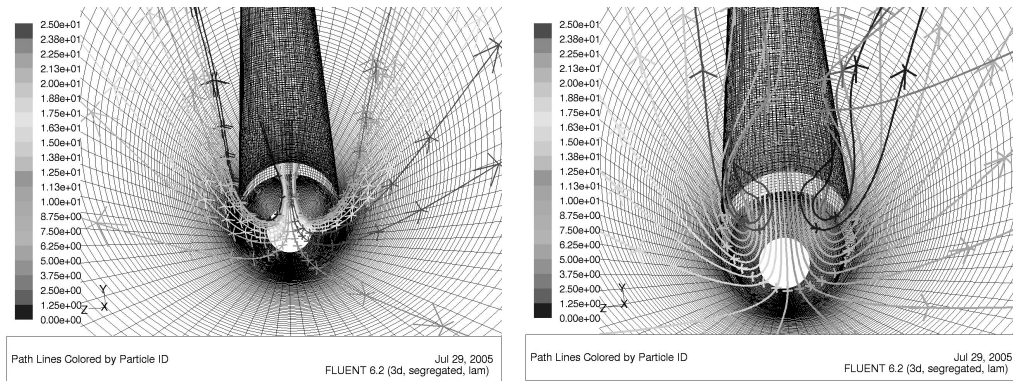 2.50e+01
2.38e+01
2.25e+01
2.13e+01
2.00e+01
1.88e+01
1.75e+01
1.63e+01
1.50e+01
1.38e+01
1.25e+01
1.13e+01
1.00e+01
8.75e+00
7.50e+00
6.25e+00
5.00e+00
3.75e+00
2.50e+00
1.25e+00
0.00e+00
Y
Z X
Path Lines Colored by Particle ID
Jul 29, 2005
FLUENT 6.2 (3d, segregated, lam)
2.50e+01
2.38e+01
2.25e+01
2.13e+01
2.00e+01
1.88e+01
1.75e+01
1.63e+01
1.50e+01
1.38e+01
1.25e+01
1.13e+01
1.00e+01
8.75e+00
7.50e+00
6.25e+00
5.00e+00
3.75e+00
2.50e+00
1.25e+00
0.00e+00
Y
Z X
Path Lines Colored by Particle ID
Jul 29, 2005
FLUENT 6.2 (3d, segregated, lam)